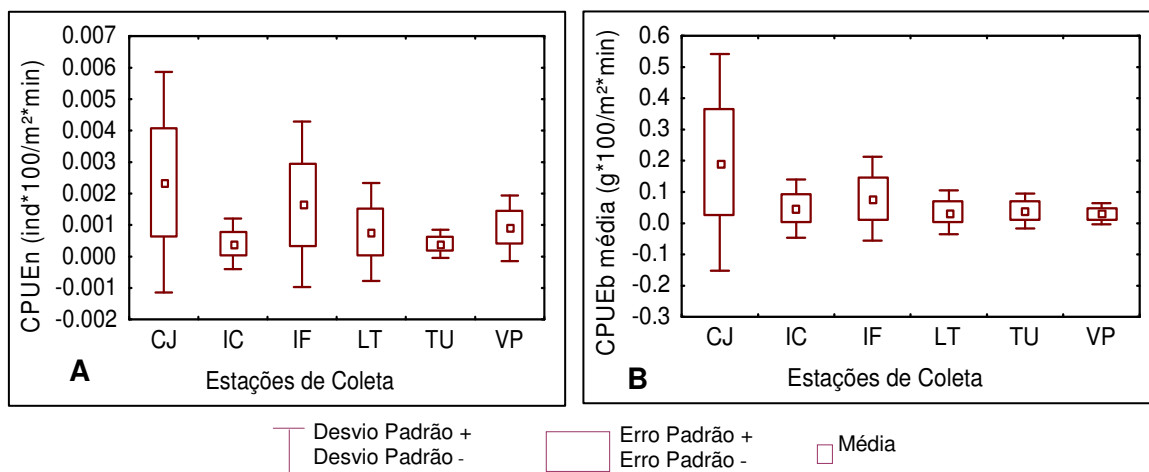 CPUEn (ind*100/m²*min)
0.007
0.006
0.005
0.004
0.003
0.002
0.001
0.000
-0.001
-0.002
CJ IC IF LT TU VP
A
Estações de Coleta
CPUEb média (g*100/m²*min)
0.6
0.5
0.4
0.3
0.2
0.1
0.0
-0.1
-0.2
-0.3
CJ IC IF LT TU VP
B
Estações de Coleta
Desvio Padrão +
Desvio Padrão -
Erro Padrão +
Erro Padrão -
Média